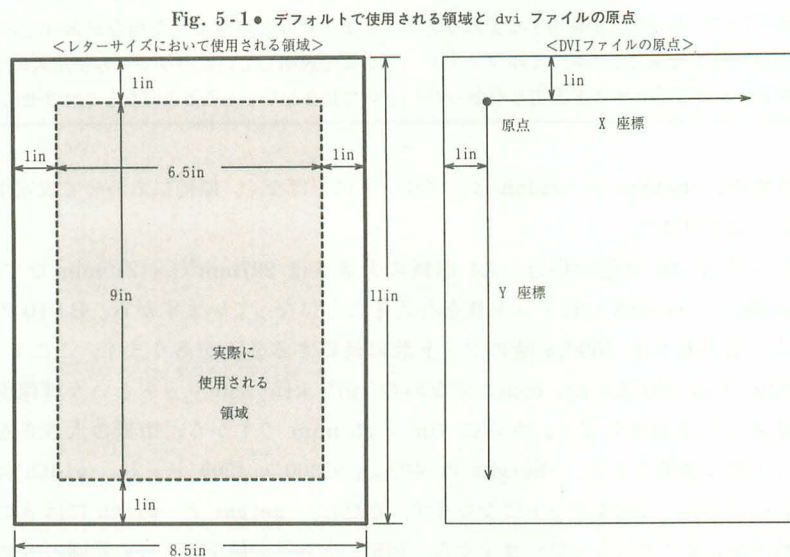 Fig. 5-1● デフォルトで使用される領域と dvi ファイルの原点
<レターサイズにおいて使用される領域>
1in
1in
6.5in
1in
9in
11in
実際に
使用される
領域
1in
8.5in
<DVIファイルの原点>
1in
原点
X 座標
1in
Y 座標